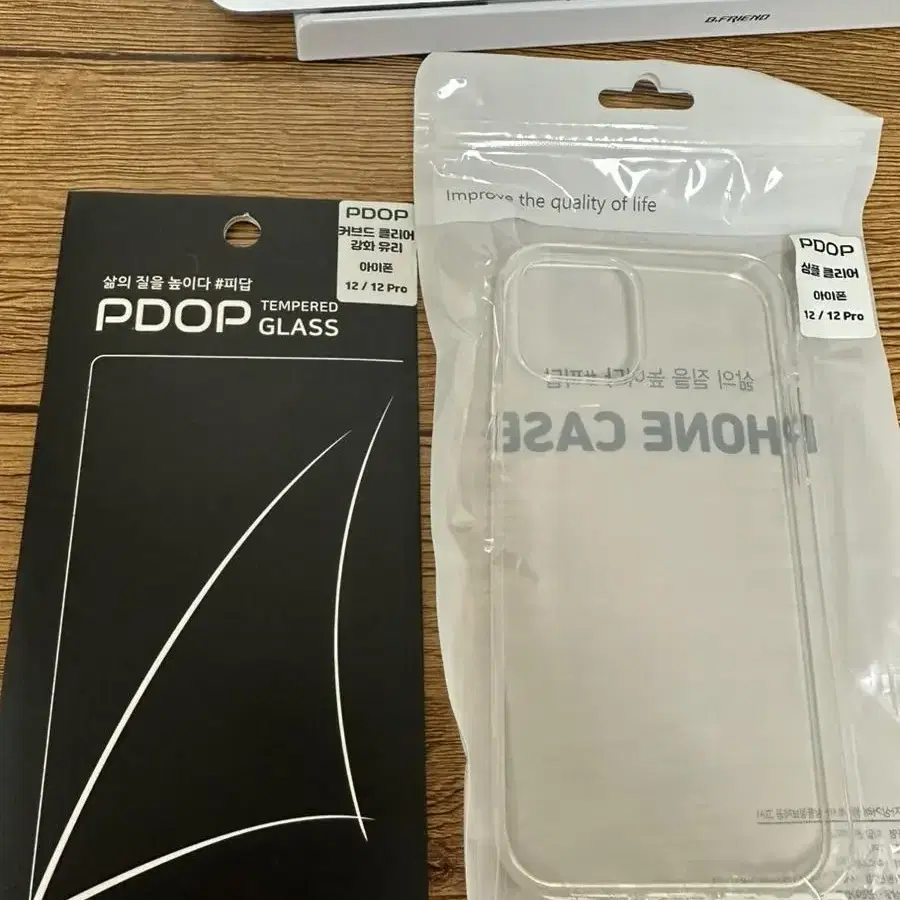 B.FRIEND
Improve the quality of life
PDOP
커브드 클리어
강화 유리
아이폰
12 / 12 Pro
삶의 질을 높이다 #피답
PDOP TEMPERED
GLASS
PDOP
심플 클리어
아이폰
12 / 12 Pro
삶의 질을 높이다 #피답
PHONE CASE